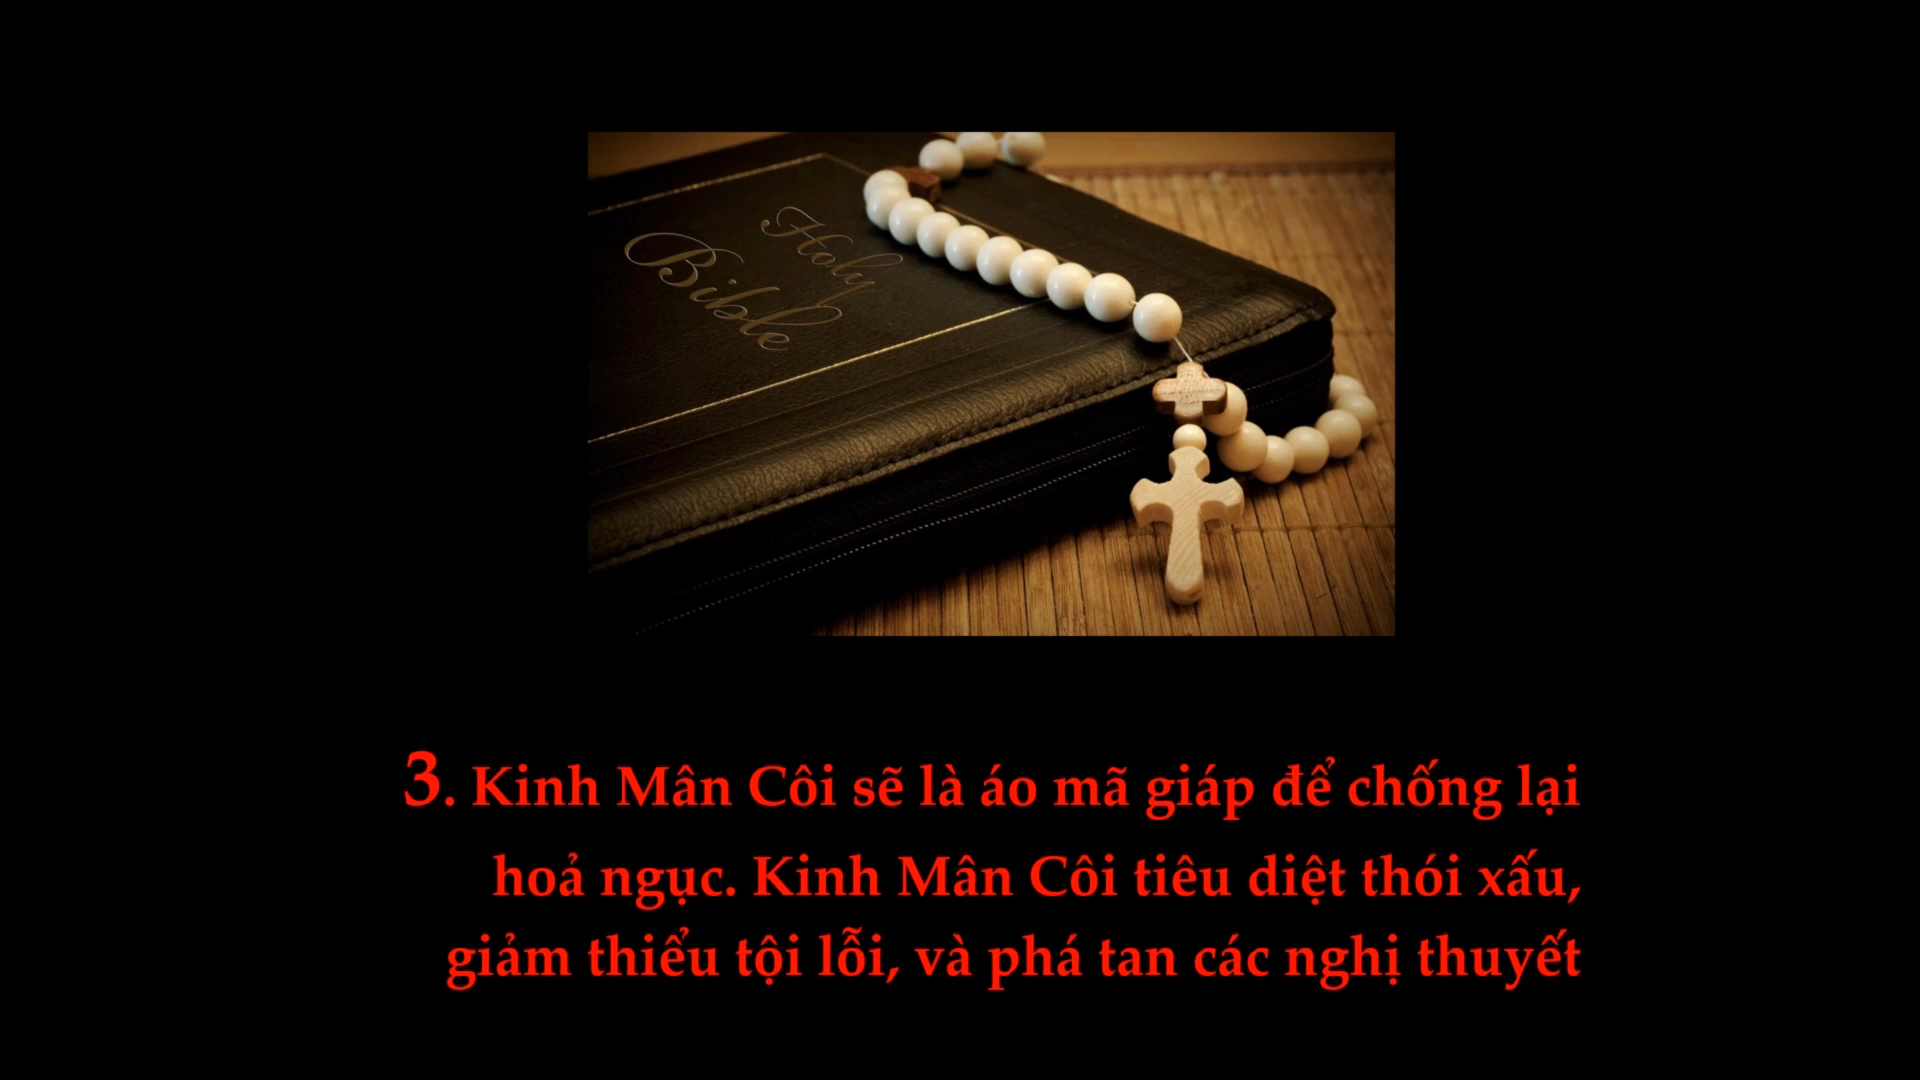 Holy
Bible
3. Kinh Mân Côi sẽ là áo mã giáp để chống lại
hoả ngục. Kinh Mân Côi tiêu diệt thói xấu,
giảm thiểu tội lỗi, và phá tan các nghị thuyết